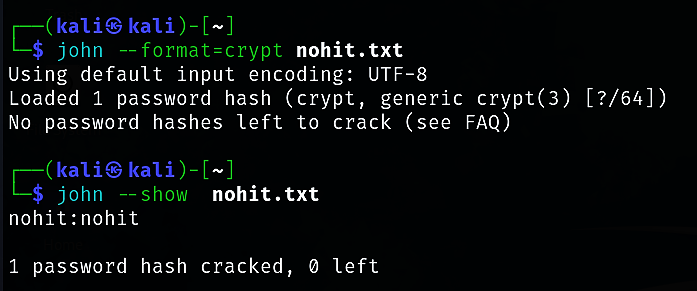 ┌──(kali㉿kali)-[~]
└─$ john --format=crypt nohit.txt
Using default input encoding: UTF-8
Loaded 1 password hash (crypt, generic crypt(3) [?/64])
No password hashes left to crack (see FAQ)
┌──(kali㉿kali)-[~]
└─$ john --show  nohit.txt
nohit:nohit
1 password hash cracked, 0 left